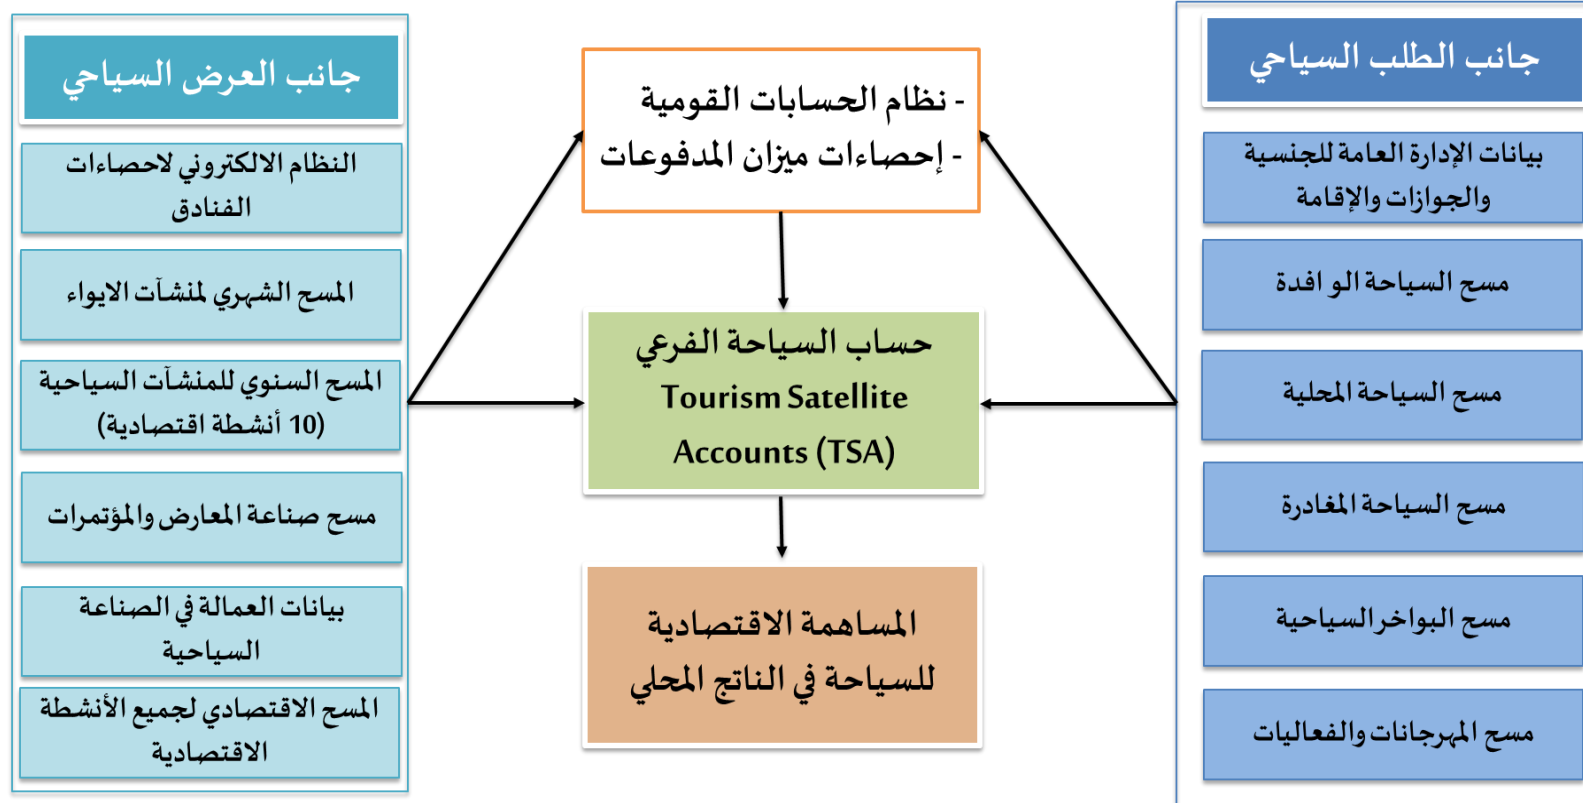 جانب الطلب السياحي
بيانات الإدارة العامة للجنسية
والجوازات والإقامة
مسح السياحة الوافدة
مسح السياحة المحلية
مسح السياحة المغادرة
مسح البواخر السياحية
مسح المهرجانات والفعاليات
- نظام الحسابات القومية
- إحصاءات ميزان المدفوعات
حساب السياحة الفرعي
Tourism Satellite
Accounts (TSA)
المساهمة الاقتصادية
للسياحة في الناتج المحلي
جانب العرض السياحي
النظام الالكتروني لاحصاءات
الفنادق
المسح الشهري لمنشآت الايواء
المسح السنوي للمنشآت السياحية
(10 أنشطة اقتصادية)
مسح صناعة المعارض والمؤتمرات
بيانات العمالة في الصناعة
السياحية
المسح الاقتصادي لجميع الأنشطة
الاقتصادية